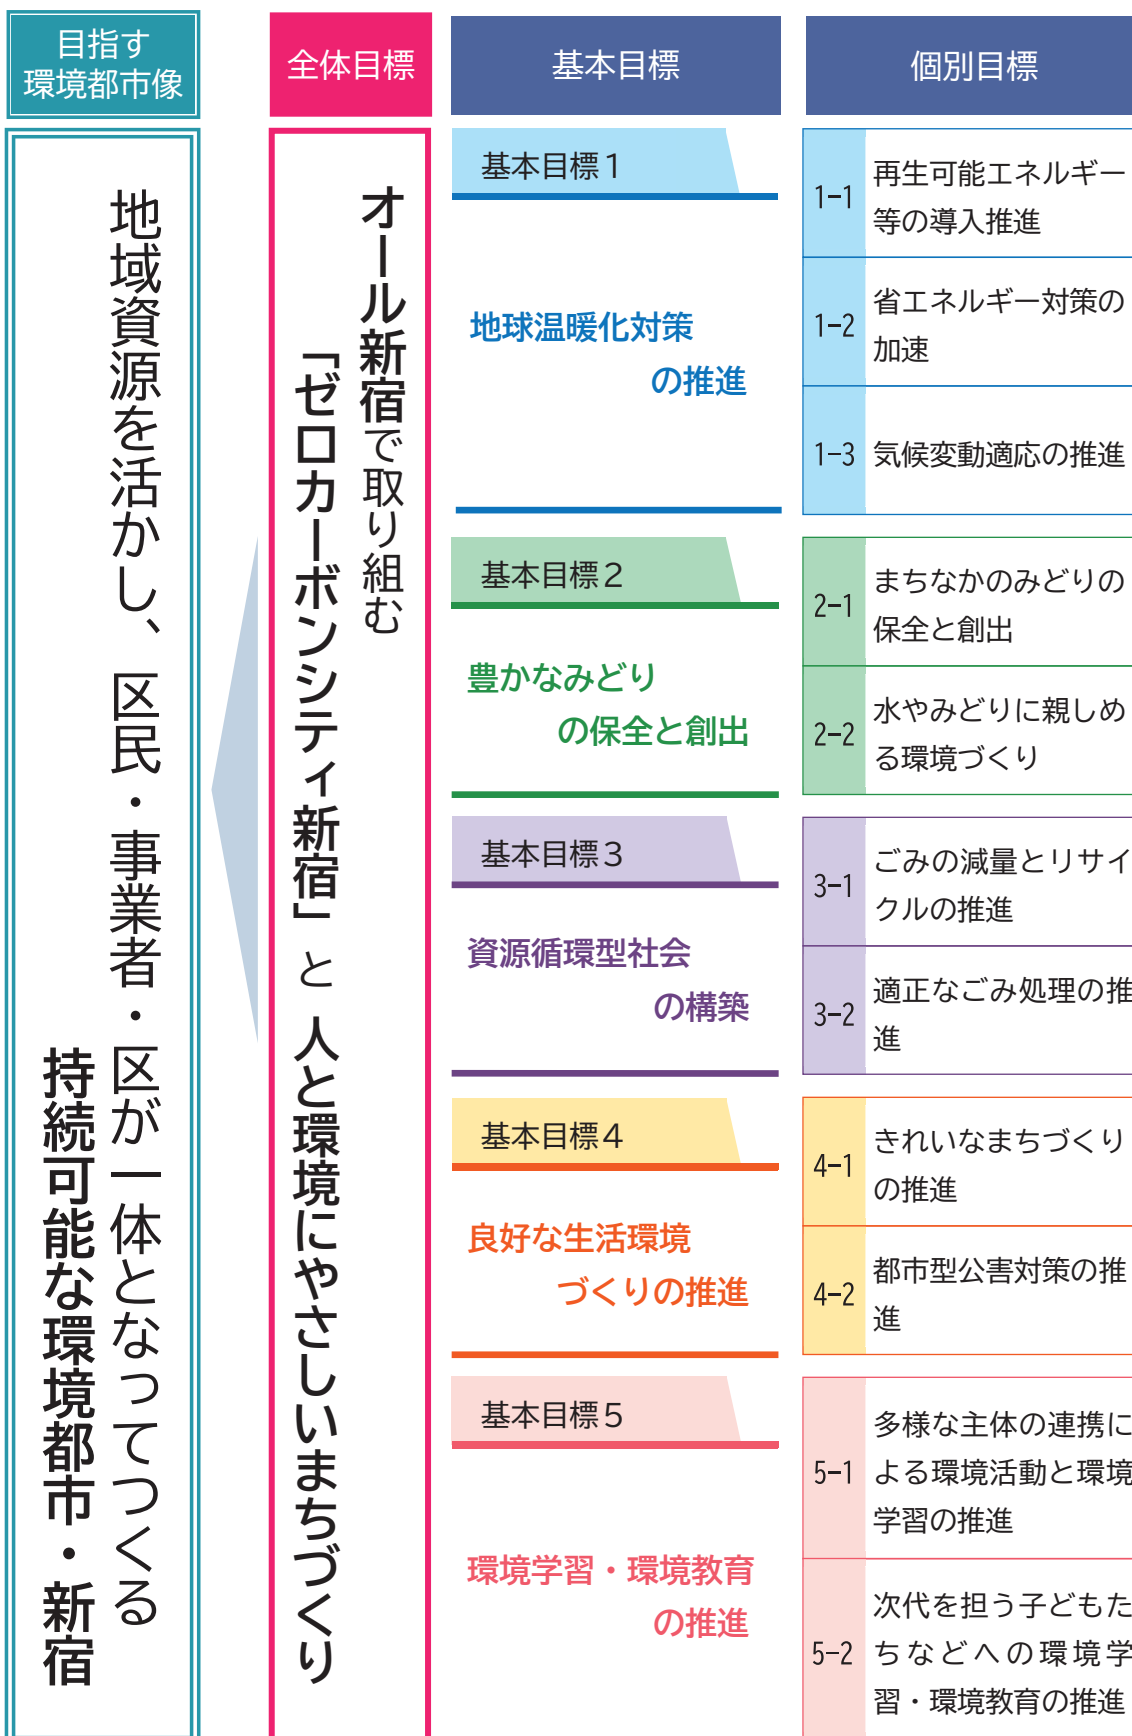 目指す
環境都市像
地域資源を活かし、区民・事業者・区が一体となってつくる
持続可能な環境都市・新宿
全体目標
オール新宿で取り組む
「ゼロカーボンシティ新宿」と 人と環境にやさしいまちづくり
基本目標
個別目標
基本目標1
地球温暖化対策
の推進
1-1
再生可能エネルギー
等の導入推進
1-2
省エネルギー対策の
加速
1-3
気候変動適応の推進
基本目標2
豊かなみどり
の保全と創出
2-1
まちなかのみどりの
保全と創出
2-2
水やみどりに親しめ
る環境づくり
基本目標3
資源循環型社会
の構築
3-1
ごみの減量とリサイ
クルの推進
3-2
適正なごみ処理の推
進
基本目標4
良好な生活環境
づくりの推進
4-1
きれいなまちづくり
の推進
4-2
都市型公害対策の推
進
基本目標5
環境学習・環境教育
の推進
5-1
多様な主体の連携に
よる環境活動と環境
学習の推進
5-2
次代を担う子どもた
ちなどへの環境学
習・環境教育の推進